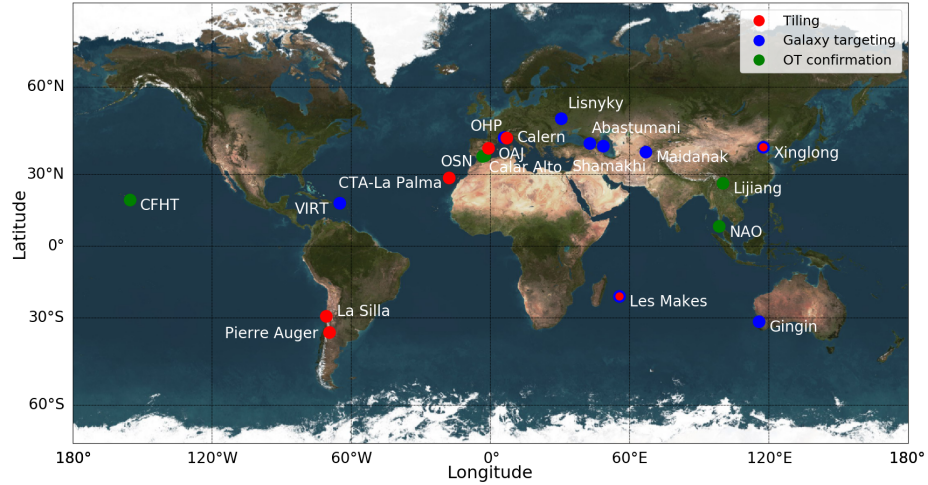 Tiling
Galaxy targeting
OT confirmation
60°N
30°N
0°
30°S
60°S
Latitude
Lisnyky
OHP
Calern
Abastumani
OAJ
OSN
Calar Alto
Shamakhi
Maidanak
Xinglong
CTA-La Palma
Lijiang
CFHT
VIRT
NAO
Les Makes
La Silla
Pierre Auger
Gingin
180°
120°W
60°W
0°
60°E
120°E
180°
Longitude